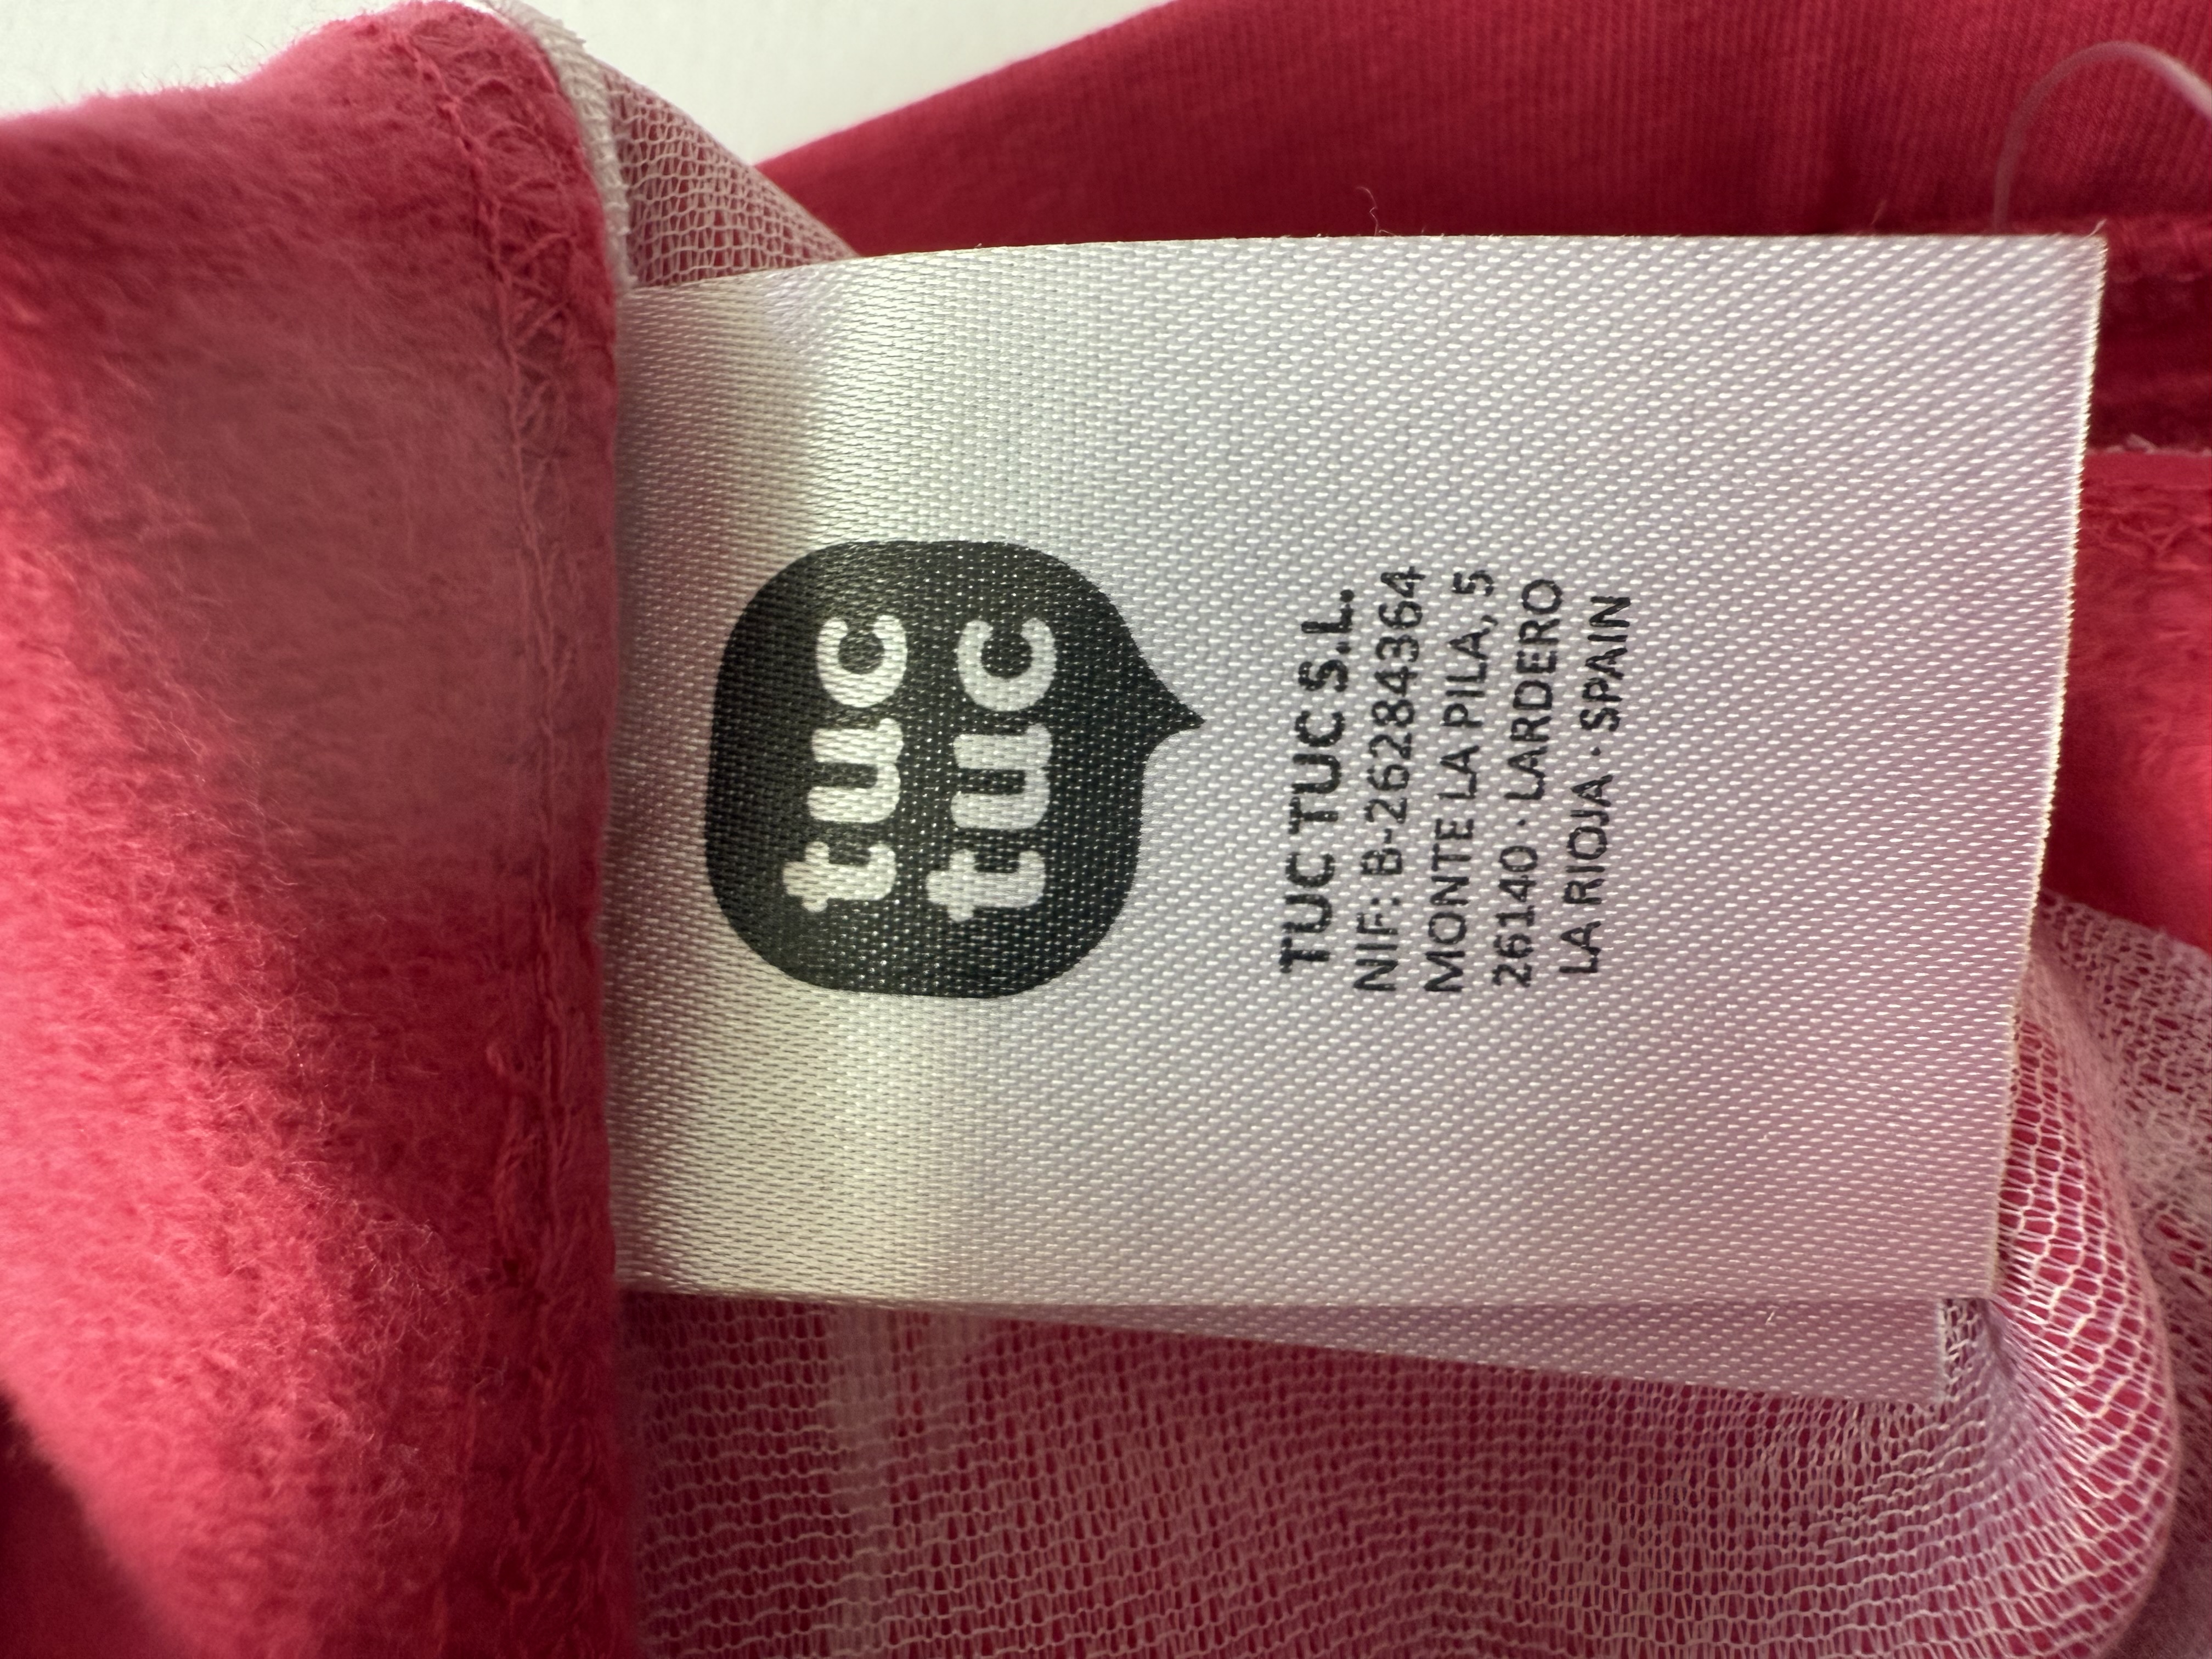 tuc
tuc
TUC TUC S.L.
NIF: B-26284364
MONTE LA PILA, 5
26140 · LARDERO
LA RIOJA · SPAIN